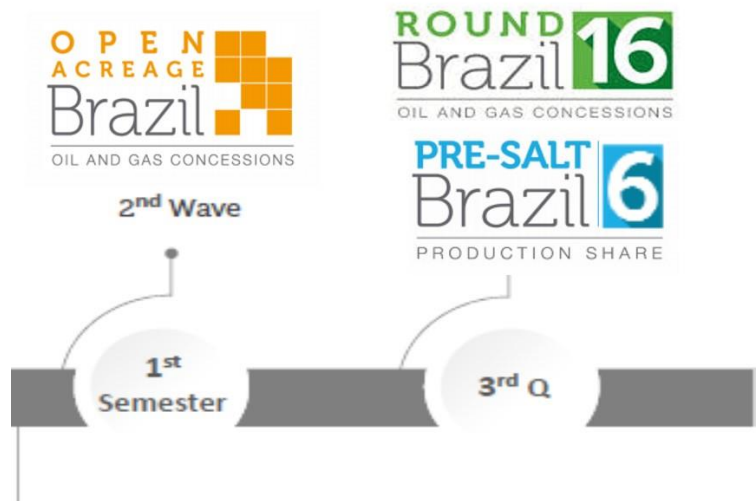 OPEN
ACREAGE
Brazil
OIL AND GAS CONCESSIONS
2nd Wave
ROUND
Brazil 16
OIL AND GAS CONCESSIONS
PRE-SALT
Brazil 6
PRODUCTION SHARE
1st
Semester
3rd Q